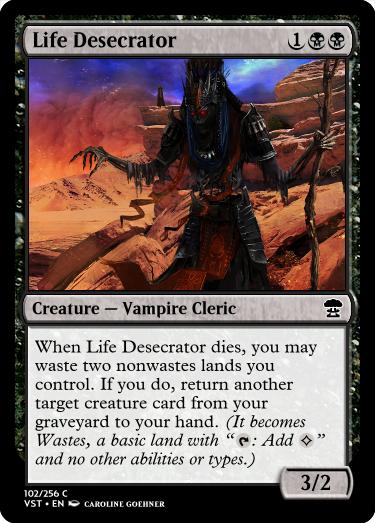 Life Desecrator 1
Creature — Vampire Cleric
When Life Desecrator dies, you may
waste two nonwastes lands you
control. If you do, return another
target creature card from your
graveyard to your hand. (It becomes
Wastes, a basic land with “: Add ”
and no other abilities or types.)
3/2
102/256 C
VST • EN CAROLINE GOEHNER